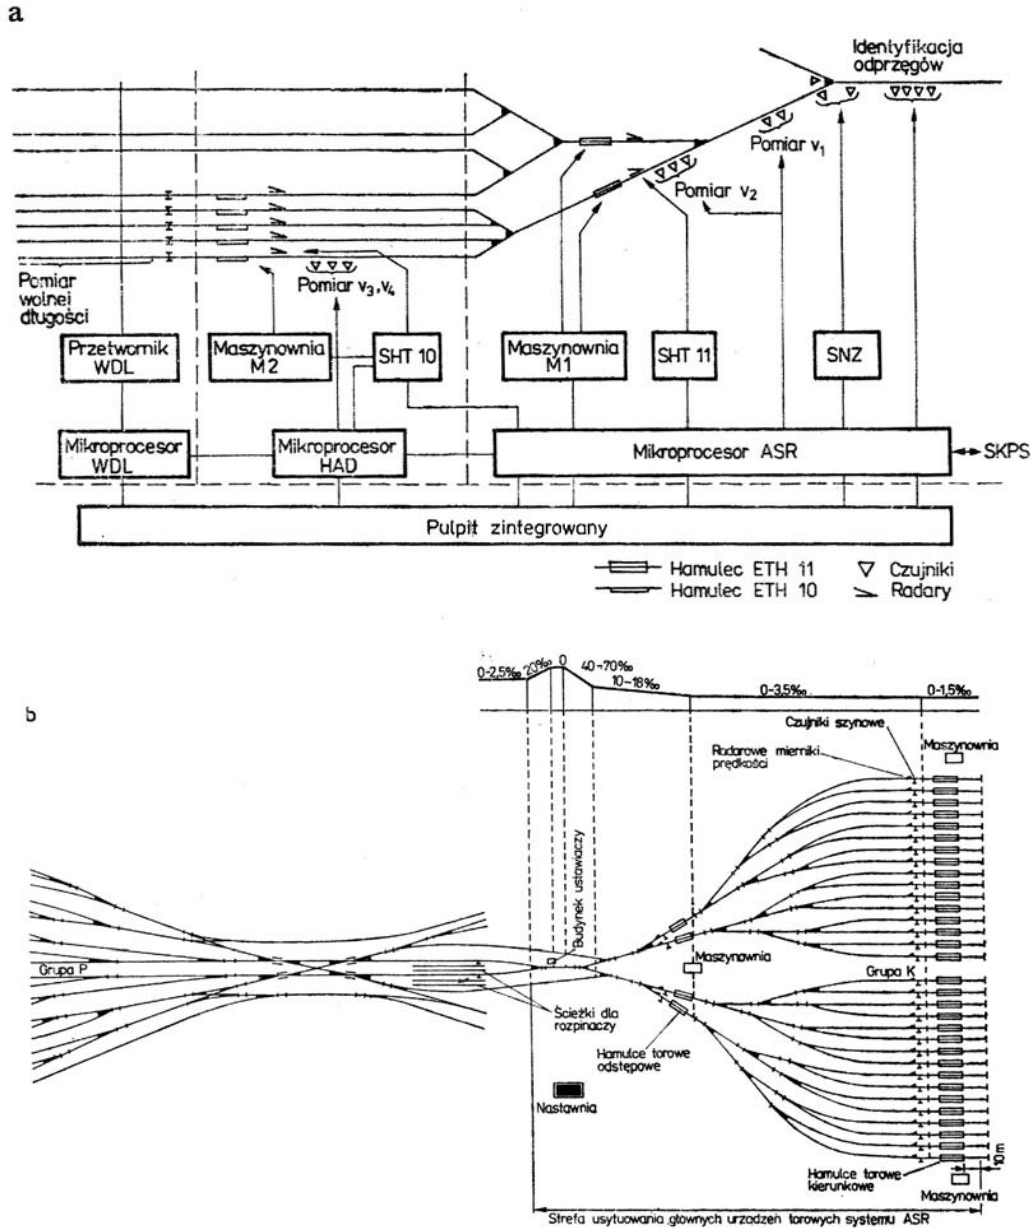 a
Identyfikacja
odprzęgów
Pomiar v1
Pomiar v2
Pomiar
wolnej
długości
Pomiar v3,v4
Przetwornik
WDL
Maszynownia
M2
SHT 10
Maszynownia
M1
SHT 11
SNZ
Mikroprocesor
WDL
Mikroprocesor
HAD
Mikroprocesor ASR
SKPS
Pulpit zintegrowany
Hamulec ETH 11
Czujniki
Hamulec ETH 10
Radary
b
0-2,5‰
20‰
0
40-70‰
10-18‰
0-3,5‰
0-1,5‰
Czujniki szynowe
Radarowe mierniki
prędkości
Maszynownia
Budynek ustawiaczy
Grupa P
Maszynownia
Grupa K
Ścieżki dla
rozpinaczy
Hamulce torowe
odstępowe
Nastawnia
Hamulce torowe
kierunkowe
10m
Maszynownia
Strefa usytuowania głównych urządzeń torowych systemu ASR